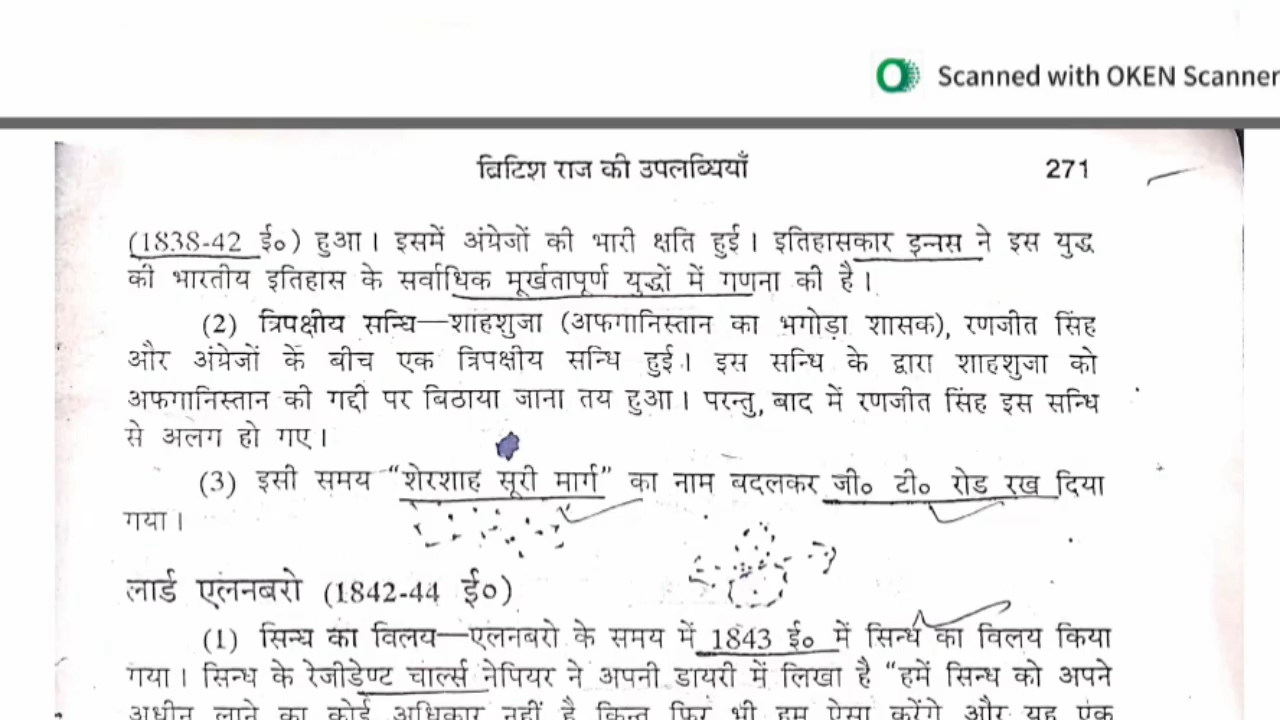 Scanned with OKEN Scanner
ब्रिटिश राज की उपलब्धियाँ 271
(1838-42 ई०) हुआ। इसमें अंग्रेजों की भारी क्षति हुई। इतिहासकार इन्नस ने इस युद्ध
की भारतीय इतिहास के सर्वाधिक मूर्खतापूर्ण युद्धों में गणना की है।
(2) त्रिपक्षीय सन्धि—शाहशुजा (अफगानिस्तान का भगोड़ा शासक), रणजीत सिंह
और अंग्रेजों के बीच एक त्रिपक्षीय सन्धि हुई। इस सन्धि के द्वारा शाहशुजा को
अफगानिस्तान की गद्दी पर बिठाया जाना तय हुआ। परन्तु, बाद में रणजीत सिंह इस सन्धि
से अलग हो गए।
(3) इसी समय “शेरशाह सूरी मार्ग” का नाम बदलकर जी० टी० रोड रख दिया
गया।
लार्ड एलनबरो (1842-44 ई०)
(1) सिन्ध का विलय—एलनबरो के समय में 1843 ई० में सिन्ध का विलय किया
गया। सिन्ध के रेजीडेण्ट चार्ल्स नेपियर ने अपनी डायरी में लिखा है “हमें सिन्ध को अपने
अधीन लाने का कोई अधिकार नहीं है किन्तु फिर भी हम ऐसा करेंगे और यह एक